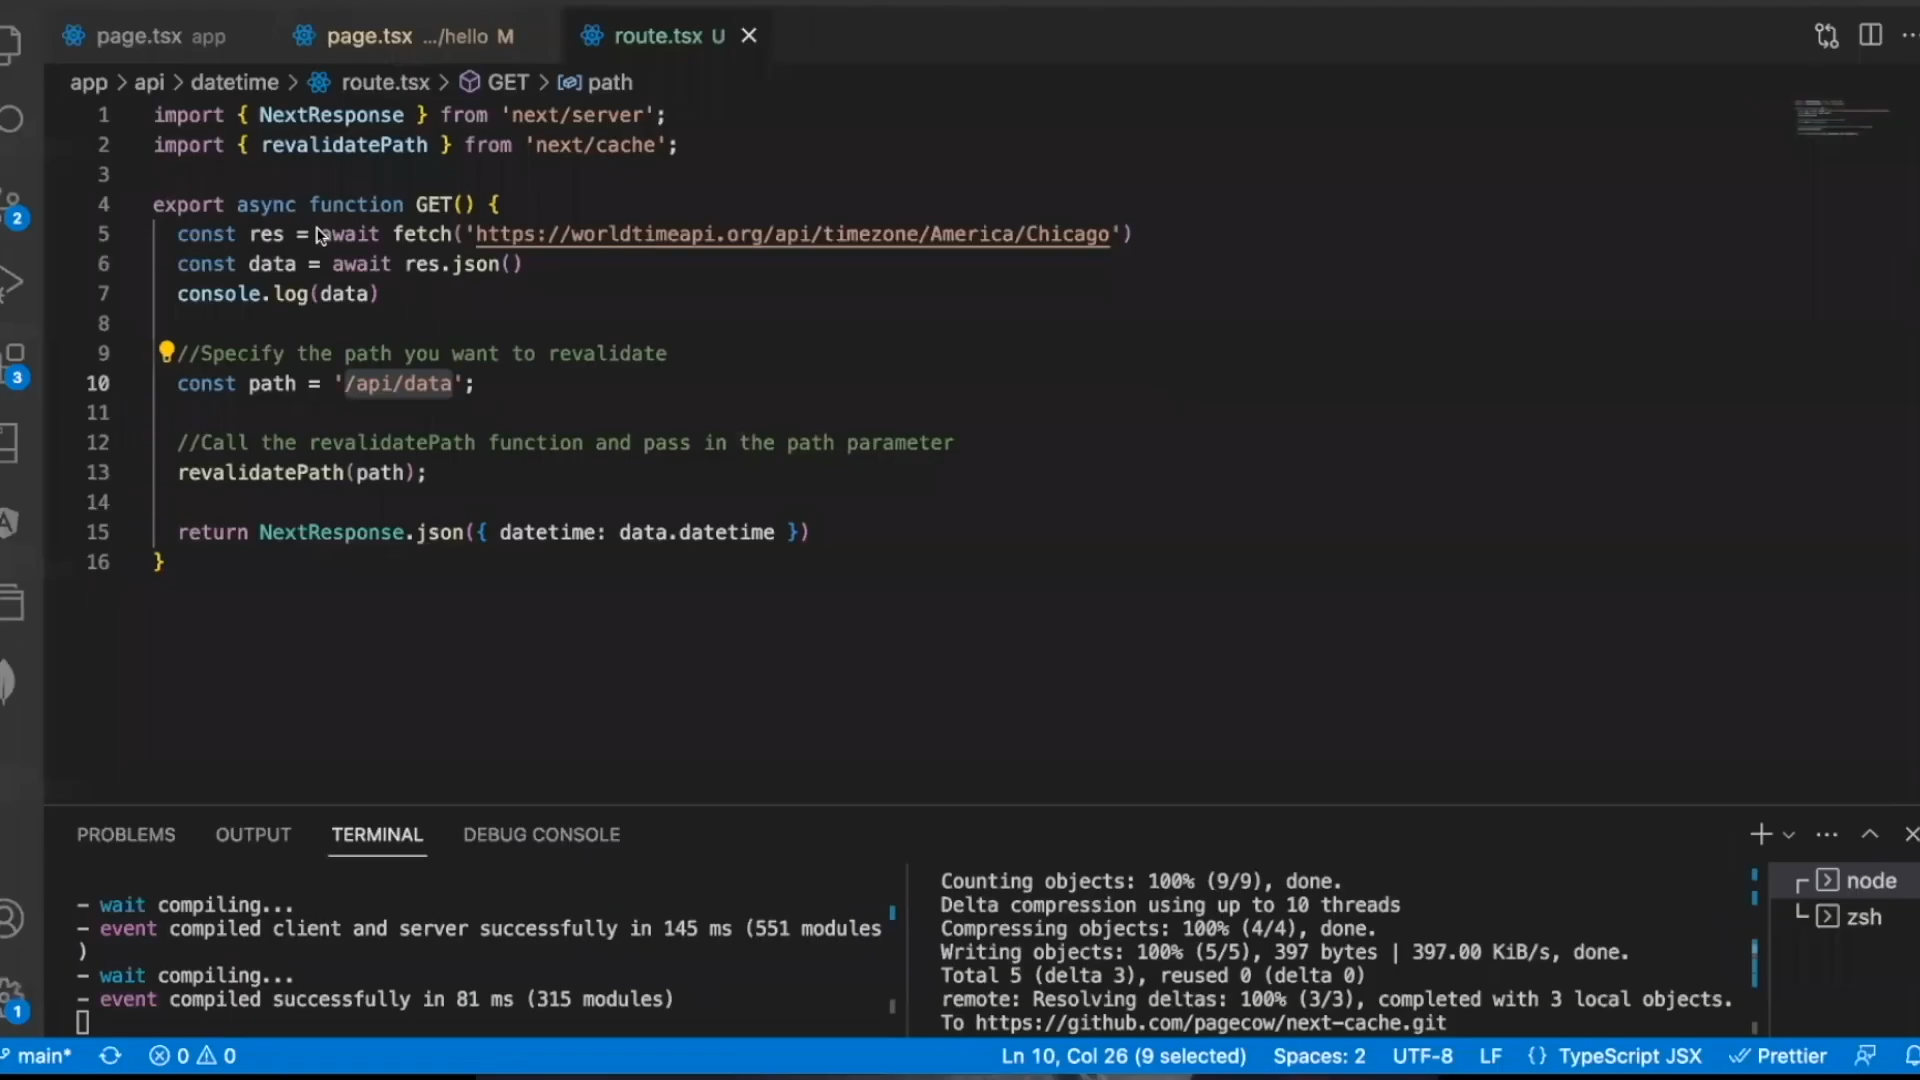 page.tsx app
page.tsx .../hello M
route.tsx U
app > api > datetime > route.tsx > GET > path
1 import { NextResponse } from 'next/server';
2 import { revalidatePath } from 'next/cache';
3
4 export async function GET() {
5 const res = await fetch('https://worldtimeapi.org/api/timezone/America/Chicago')
6 const data = await res.json()
7 console.log(data)
8
9 //Specify the path you want to revalidate
10 const path = '/api/data';
11
12 //Call the revalidatePath function and pass in the path parameter
13 revalidatePath(path);
14
15 return NextResponse.json({ datetime: data.datetime })
16 }
2
3
1
PROBLEMS OUTPUT TERMINAL DEBUG CONSOLE
- wait compiling...
- event compiled client and server successfully in 145 ms (551 modules
)
- wait compiling...
- event compiled successfully in 81 ms (315 modules)
Counting objects: 100% (9/9), done.
Delta compression using up to 10 threads
Compressing objects: 100% (4/4), done.
Writing objects: 100% (5/5), 397 bytes | 397.00 KiB/s, done.
Total 5 (delta 3), reused 0 (delta 0)
remote: Resolving deltas: 100% (3/3), completed with 3 local objects.
To https://github.com/pagecow/next-cache.git
node
zsh
main* 0 0 Ln 10, Col 26 (9 selected) Spaces: 2 UTF-8 LF {} TypeScript JSX Prettier